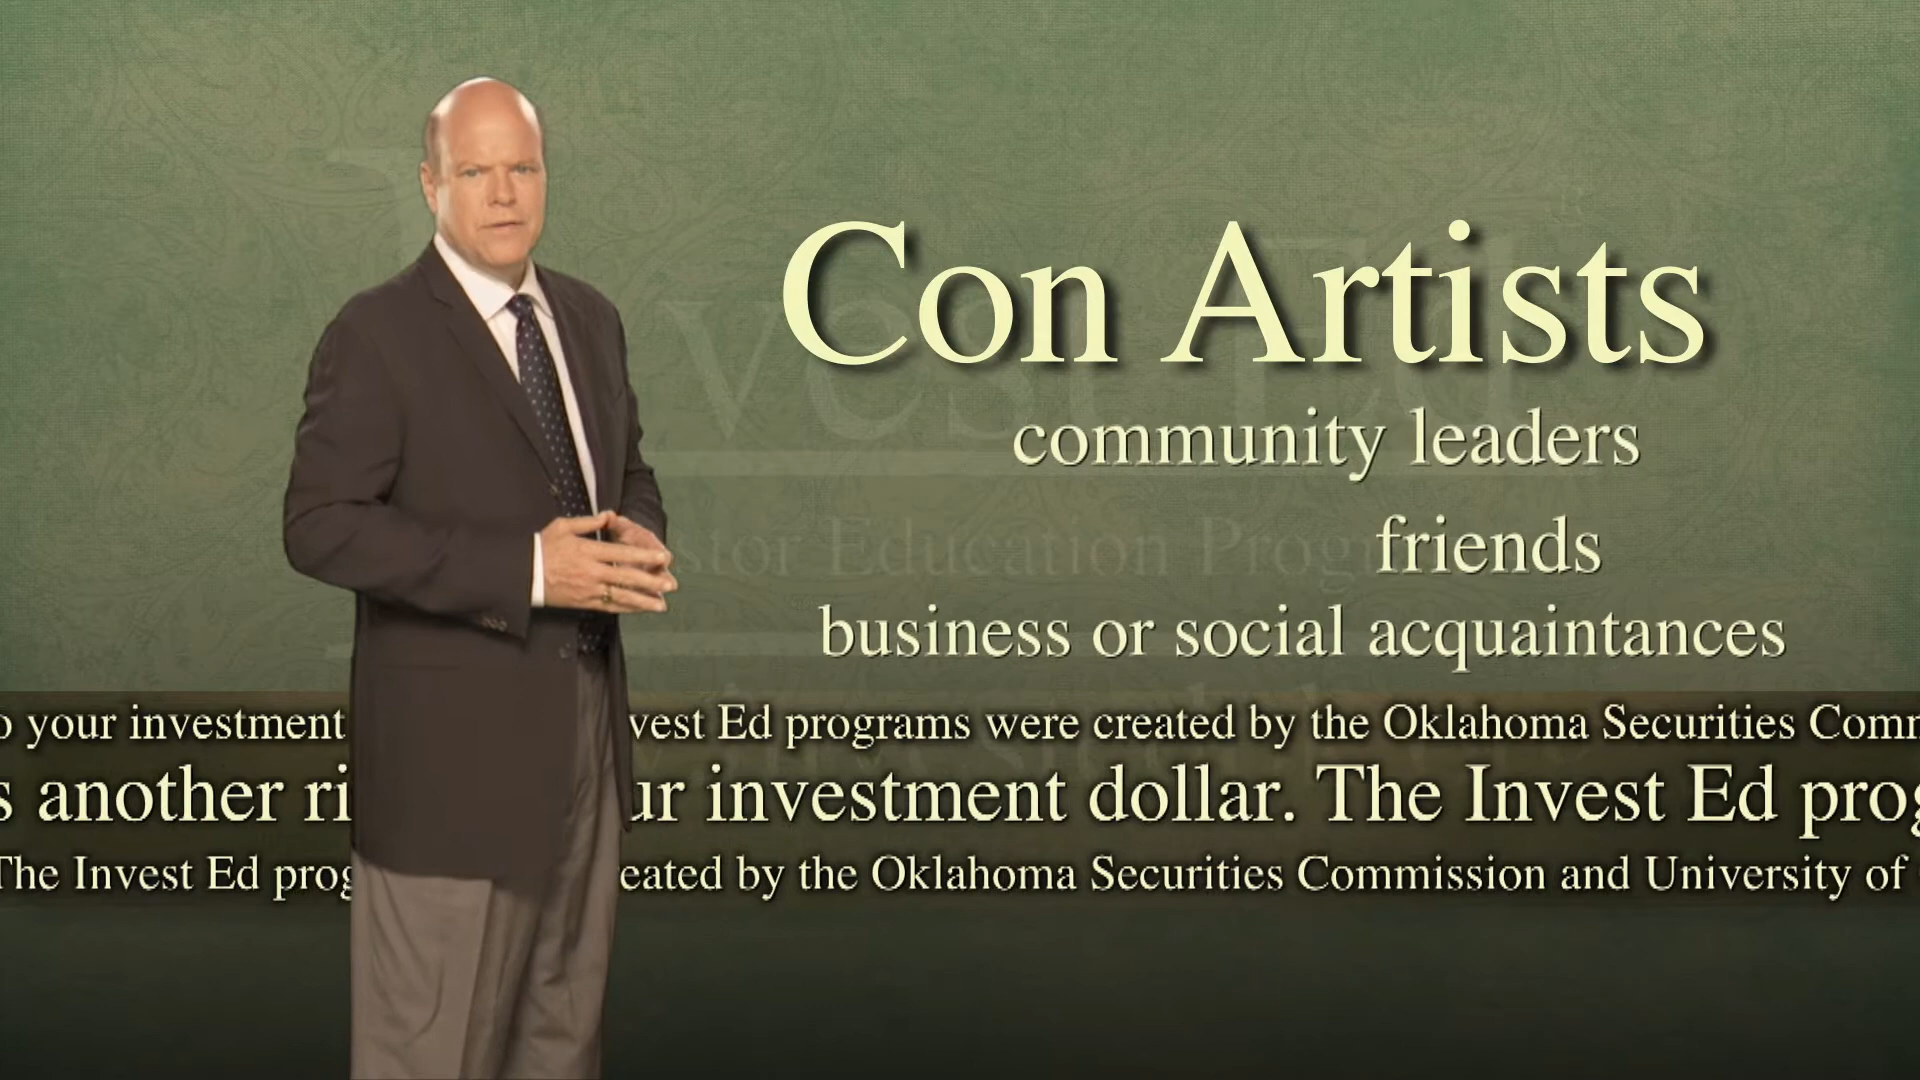 Con Artists
community leaders
friends
business or social acquaintances
o your investment vest Ed programs were created by the Oklahoma Securities Comm
s another ri ur investment dollar. The Invest Ed prog
The Invest Ed prog eated by the Oklahoma Securities Commission and University of